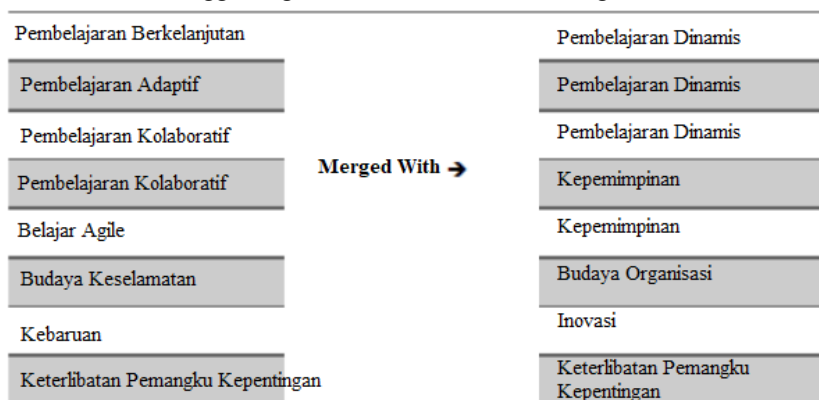 Pembelajaran Berkelanjutan
Pembelajaran Dinamis
Pembelajaran Adaptif
Pembelajaran Dinamis
Pembelajaran Kolaboratif
Pembelajaran Dinamis
Merged With →
Pembelajaran Kolaboratif
Kepemimpinan
Belajar Agile
Kepemimpinan
Budaya Keselamatan
Budaya Organisasi
Kebaruan
Inovasi
Keterlibatan Pemangku Kepentingan
Keterlibatan Pemangku
Kepentingan